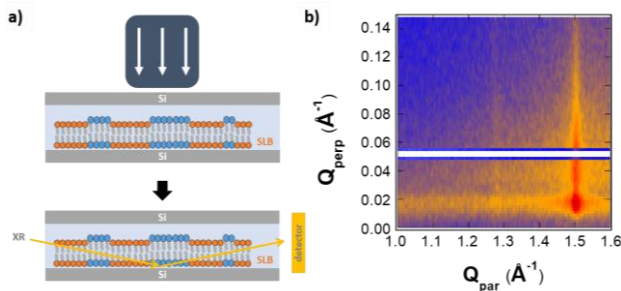 a)
Si
SLB
Si
Si
XR
SLB
Si
detector
b)
Q_perp (Å⁻¹)
0.14
0.12
0.10
0.08
0.06
0.04
0.02
0.00
1.0 1.1 1.2 1.3 1.4 1.5 1.6
Q_par (Å⁻¹)